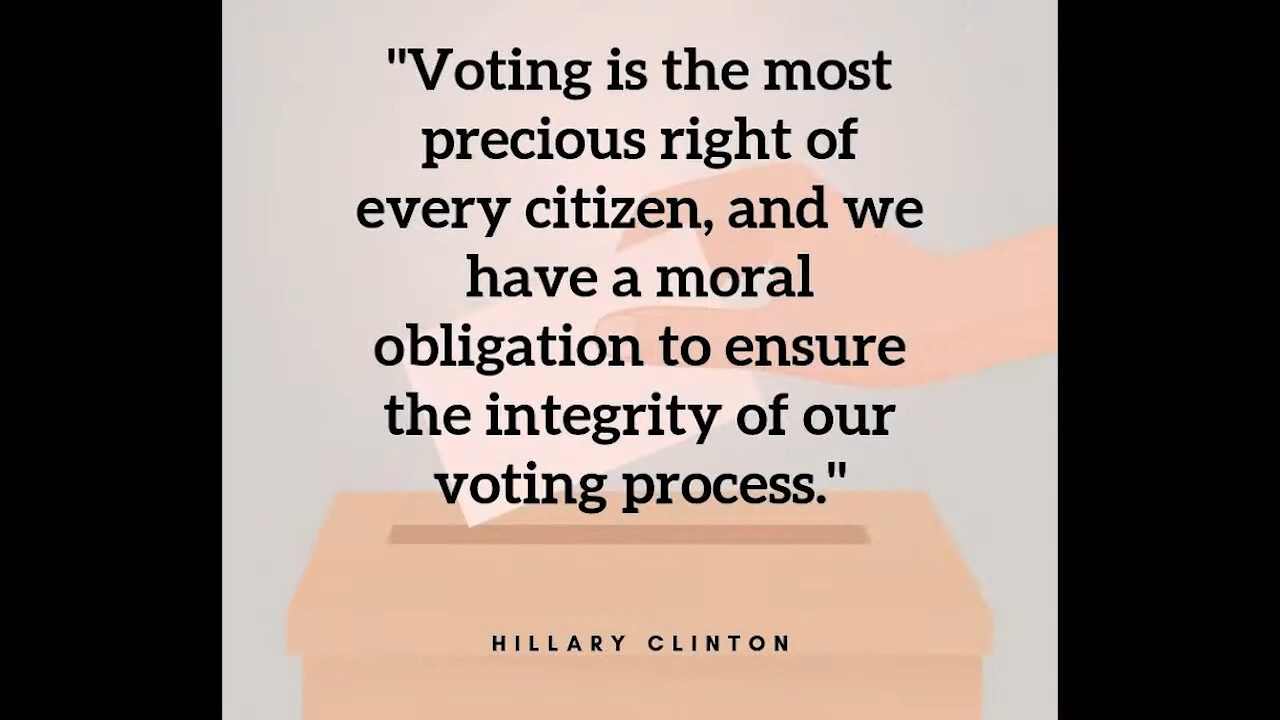 "Voting is the most
precious right of
every citizen, and we
have a moral
obligation to ensure
the integrity of our
voting process."
HILLARY CLINTON